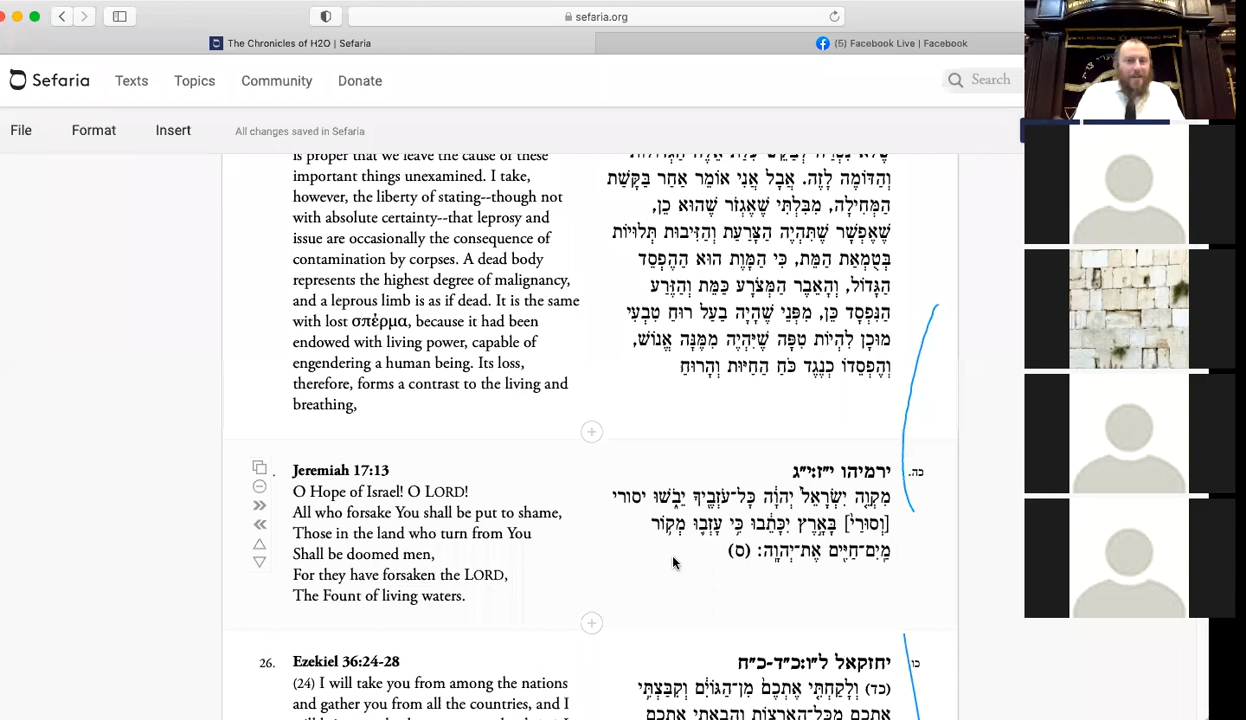 sefaria.org
The Chronicles of H2O | Sefaria
(5) Facebook Live | Facebook
Sefaria
Texts
Topics
Community
Donate
Search
File
Format
Insert
All changes saved in Sefaria
is proper that we leave the cause of these
important things unexamined. I take,
however, the liberty of stating--though not
with absolute certainty--that leprosy and
issue are occasionally the consequence of
contamination by corpses. A dead body
represents the highest degree of malignancy,
and a leprous limb is as if dead. It is the same
with lost σπέρμα, because it had been
endowed with living power, capable of
engendering a human being. Its loss,
therefore, forms a contrast to the living and
breathing,
וְהַדּוֹמֶה לָזֶה. אֲבָל אֲנִי אוֹמֵר אַחַר בַּקָּשַׁת
הַמְּחִילָה, מִבִּלְתִּי שֶׁאֶגְזֹר שֶׁהוּא כֵן,
שֶׁאֶפְשָׁר שֶׁתִּהְיֶה הַצָּרַעַת וְהַזִּיבוּת תְּלוּיוֹת
בְּטֻמְאַת הַמֵּת, כִּי הַמָּוֶת הוּא הַהֶפְסֵד
הַגָּדוֹל, וְהָאֵבֶר הַמְּצֹרָע כַּמֵּת וְהַזֶּרַע
הַנִּפְסָד כֵּן, מִפְּנֵי שֶׁהָיָה בַעַל רוּחַ טִבְעִי
מוּכָן לִהְיוֹת טִפָּה שֶׁיִּהְיֶה מִמֶּנָּה אֱנוֹשׁ,
וְהֶפְסֵדוֹ כְנֶגֶד כֹּחַ הַחַיּוּת וְהָרוּחַ
Jeremiah 17:13
O Hope of Israel! O LORD!
All who forsake You shall be put to shame,
Those in the land who turn from You
Shall be doomed men,
For they have forsaken the LORD,
The Fount of living waters.
כה.
ירמיהו י״ז:י״ג
מִקְוֵ֤ה יִשְׂרָאֵל֙ יְהֹוָ֔ה כׇּל־עֹזְבֶ֖יךָ יֵבֹ֑שׁוּ יסורי
[וְסוּרַי֙] בָּאָ֣רֶץ יִכָּתֵ֔בוּ כִּ֥י עָזְב֛וּ מְק֥וֹר
מַֽיִם־חַיִּ֖ים אֶת־יְהֹוָֽה׃ (ס)
26.
Ezekiel 36:24-28
(24) I will take you from among the nations
and gather you from all the countries, and I
כו
יחזקאל ל״ו:כ״ד-כ״ח
(כד) וְלָקַחְתִּ֤י אֶתְכֶם֙ מִן־הַגּוֹיִ֔ם וְקִבַּצְתִּ֥י
אֶתְכֶ֖ם מִכׇּל־הָאֲרָצ֑וֹת וְהֵבֵאתִ֥י אֶתְכֶ֖ם